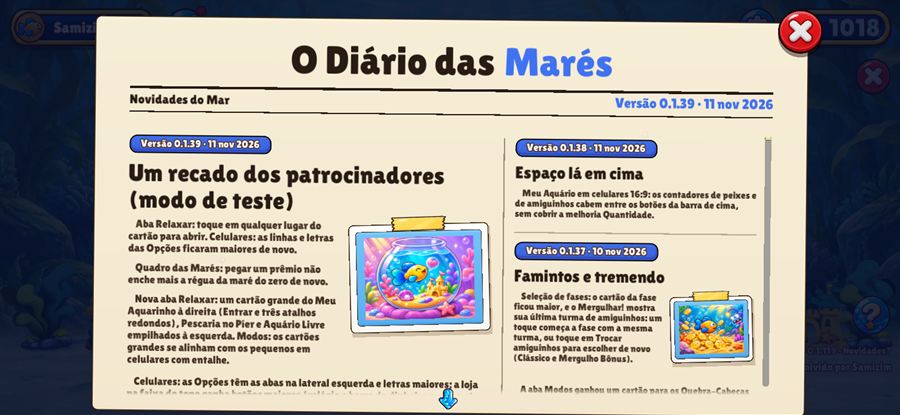 Samizi
1018
O Diário das Marés
Novidades do Mar
Versão 0.1.39 · 11 nov 2026
Versão 0.1.39 · 11 nov 2026
Um recado dos patrocinadores
(modo de teste)
Aba Relaxar: toque em qualquer lugar do
cartão para abrir. Celulares: as linhas e letras
das Opções ficaram maiores de novo.
Quadro das Marés: pegar um prêmio não
enche mais a régua da maré do zero de novo.
Nova aba Relaxar: um cartão grande do Meu
Aquarinho à direita (Entrar e três atalhos
redondos), Pescaria no Pier e Aquário Livre
empilhados à esquerda. Modos: os cartões
grandes se alinham com os pequenos em
celulares com entalhe.
Celulares: as Opções têm as abas na lateral esquerda e letras maiores; a loja
Versão 0.1.38 · 11 nov 2026
Espaço lá em cima
Meu Aquário em celulares 16:9: os contadores de peixes e
de amiguinhos cabem entre os botões da barra de cima,
sem cobrir a melhoria Quantidade.
Versão 0.1.37 · 10 nov 2026
Famintos e tremendo
Seleção de fases: o cartão da fase
ficou maior, e o Mergulhar! mostra
sua última turma de amiguinhos: um
toque começa a fase com a mesma
turma, ou toque em Trocar
amiguinhos para escolher de novo
(Clássico e Mergulho Bônus).
A aba Modos ganhou um cartão para os Quebra-Cabeças
Novidades
por Samizim